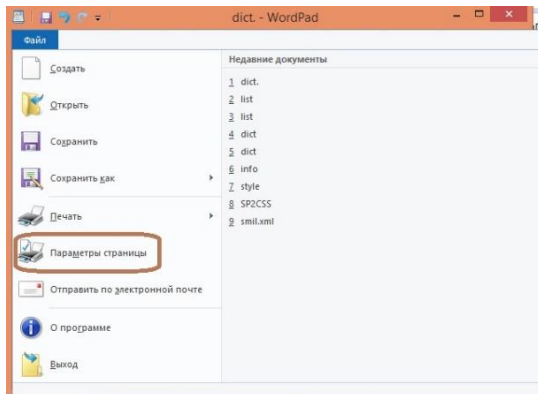 dict. - WordPad
Файл
Создать
Открыть
Сохранить
Сохранить как
Печать
Параметры страницы
Отправить по электронной почте
О программе
Выход
Недавние документы
1 dict.
2 list
3 list
4 dict
5 dict
6 info
7 style
8 SP2CSS
9 smil.xml